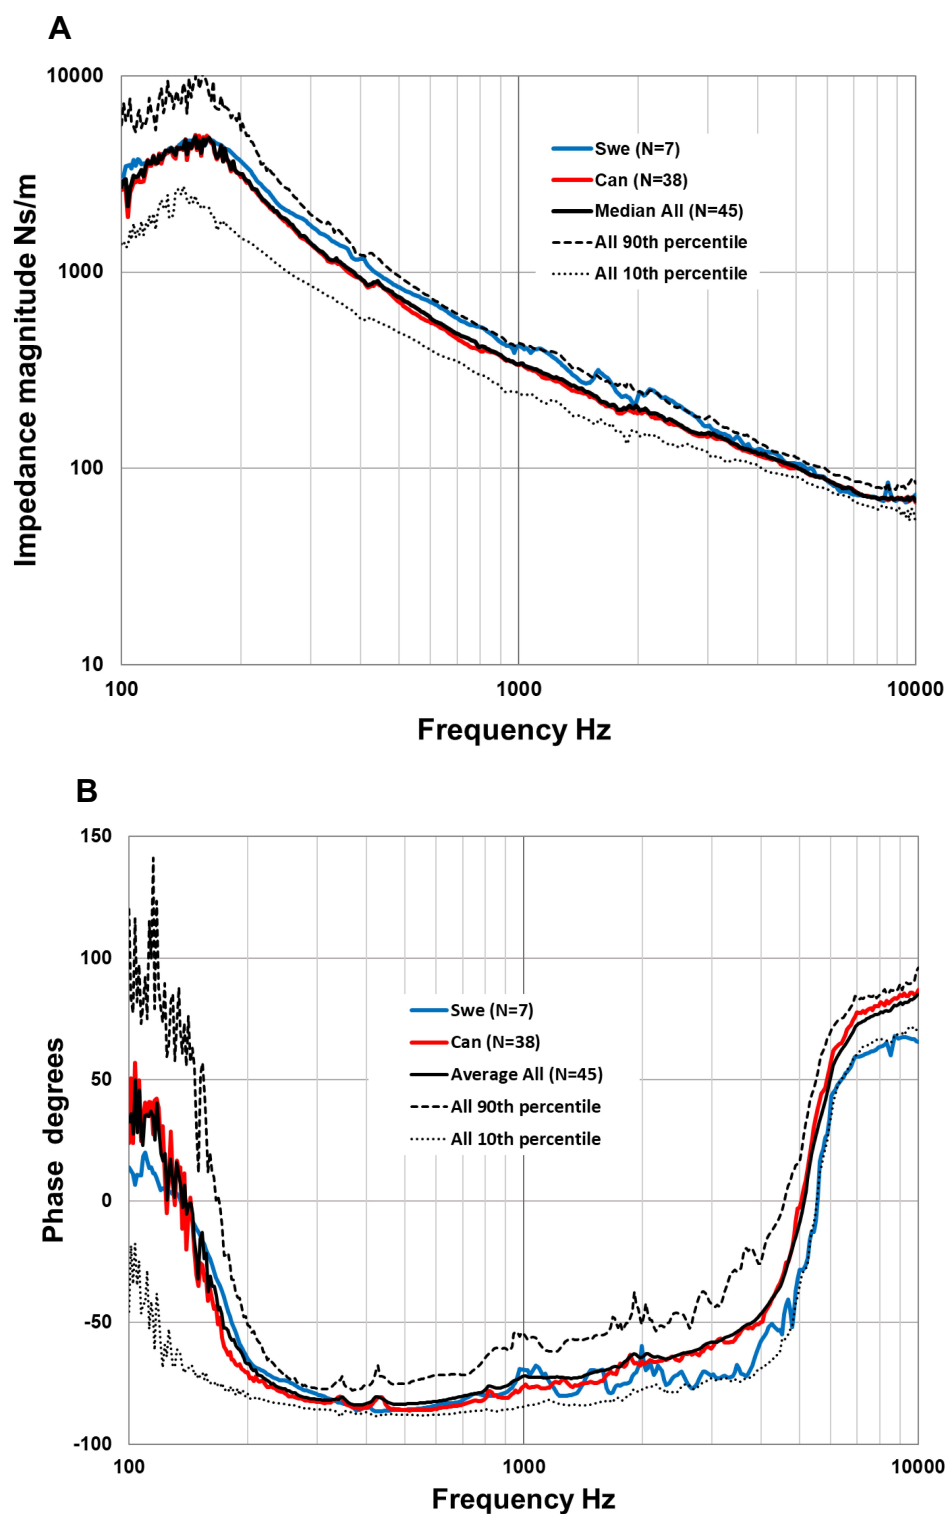 A
10000
1000
100
10
Impedance magnitude Ns/m
Swe (N=7)
Can (N=38)
Median All (N=45)
All 90th percentile
All 10th percentile
100 1000 10000
Frequency Hz
B
150
100
50
0
-50
-100
Phase degrees
Swe (N=7)
Can (N=38)
Average All (N=45)
All 90th percentile
All 10th percentile
100 1000 10000
Frequency Hz